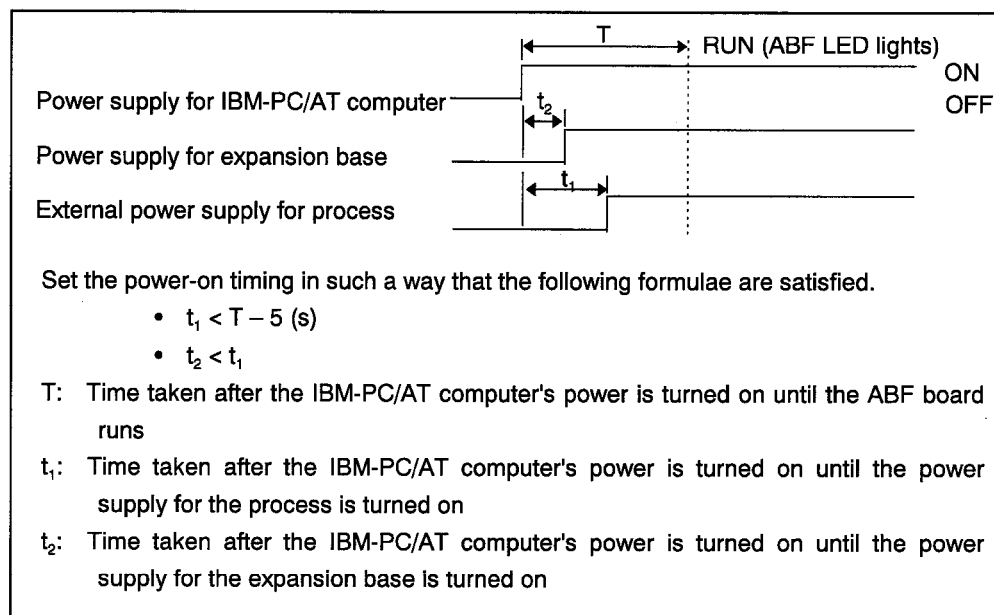 T
RUN (ABF LED lights)
ON
Power supply for IBM-PC/AT computer
t₂
OFF
Power supply for expansion base
t₁
External power supply for process
Set the power-on timing in such a way that the following formulae are satisfied.
• t₁ < T – 5 (s)
• t₂ < t₁
T: Time taken after the IBM-PC/AT computer's power is turned on until the ABF board
runs
t₁: Time taken after the IBM-PC/AT computer's power is turned on until the power
supply for the process is turned on
t₂: Time taken after the IBM-PC/AT computer's power is turned on until the power
supply for the expansion base is turned on